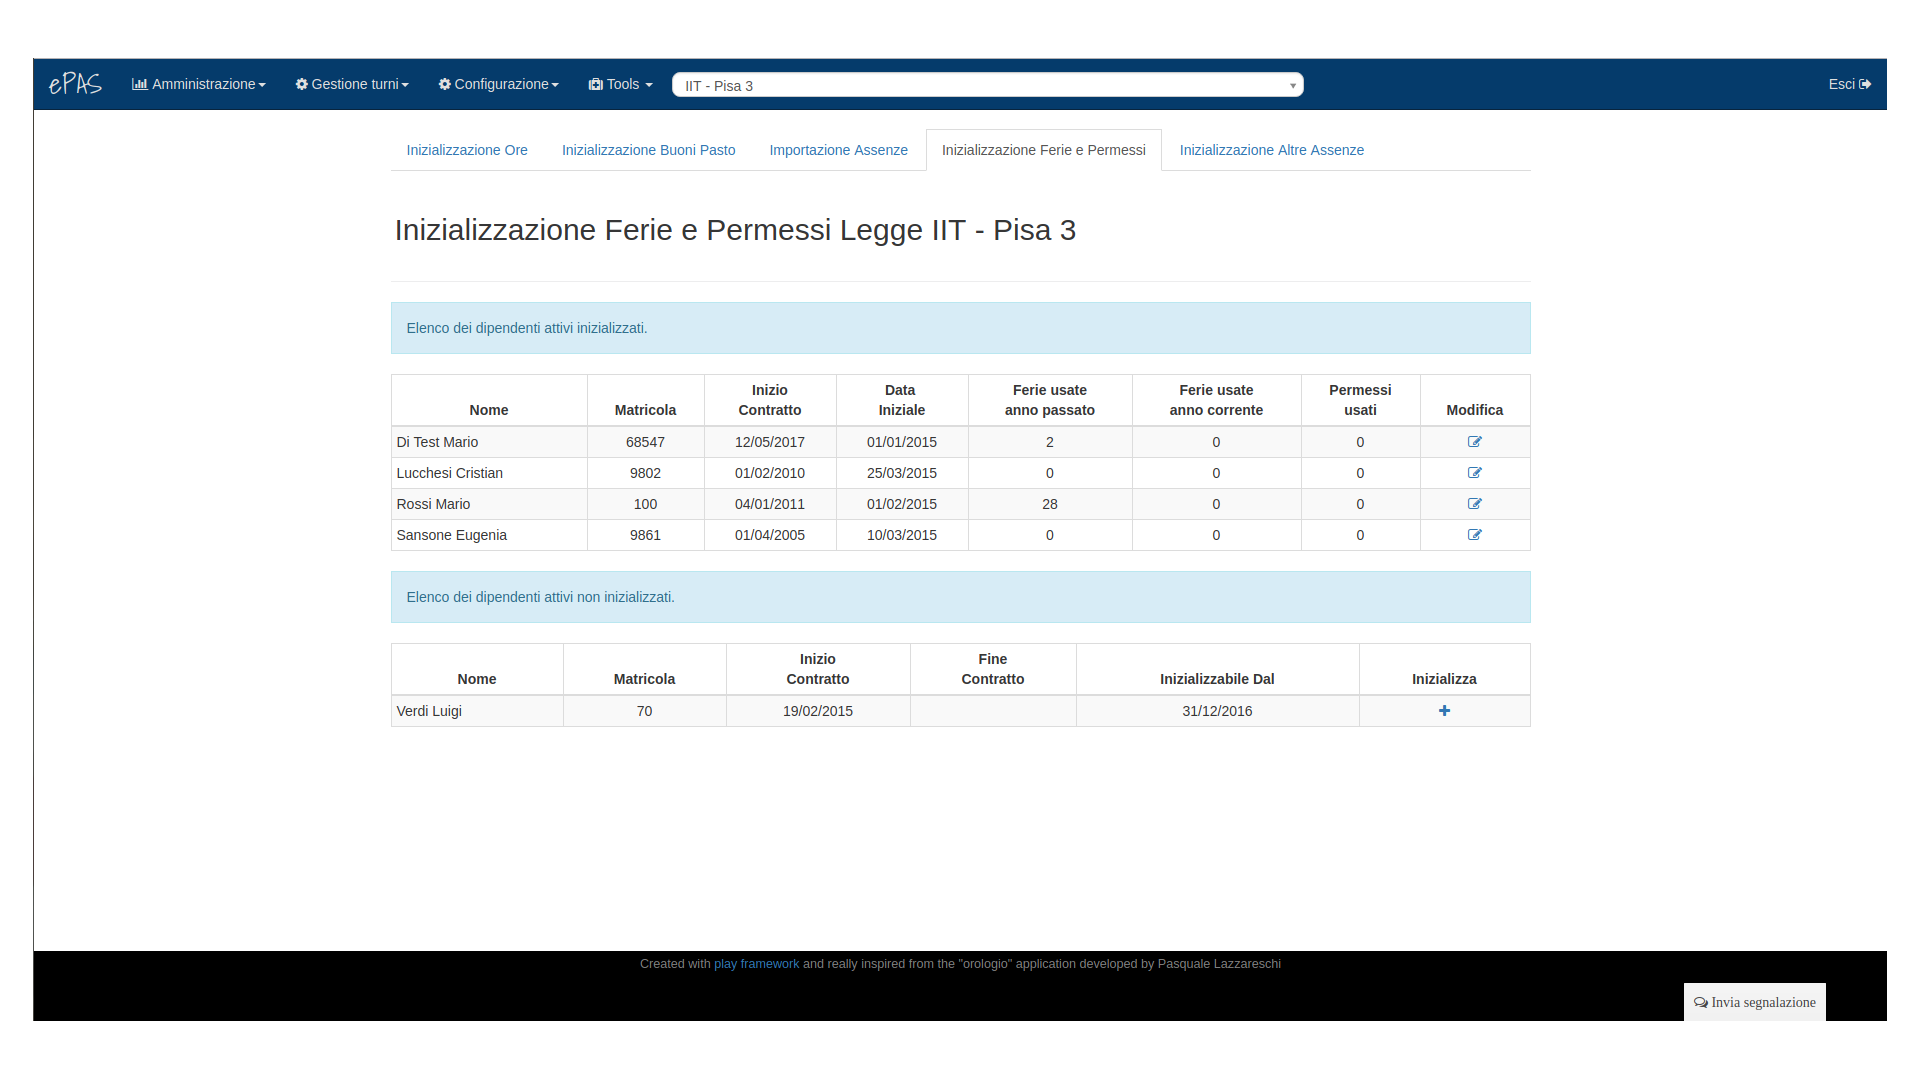 ePAS Amministrazione Gestione turni Configurazione Tools IIT - Pisa 3 Esci
Inizializzazione Ore Inizializzazione Buoni Pasto Importazione Assenze Inizializzazione Ferie e Permessi Inizializzazione Altre Assenze
Inizializzazione Ferie e Permessi Legge IIT - Pisa 3
Elenco dei dipendenti attivi inizializzati.
Nome Matricola Inizio Contratto Data Iniziale Ferie usate anno passato Ferie usate anno corrente Permessi usati Modifica
Di Test Mario 68547 12/05/2017 01/01/2015 2 0 0
Lucchesi Cristian 9802 01/02/2010 25/03/2015 0 0 0
Rossi Mario 100 04/01/2011 01/02/2015 28 0 0
Sansone Eugenia 9861 01/04/2005 10/03/2015 0 0 0
Elenco dei dipendenti attivi non inizializzati.
Nome Matricola Inizio Contratto Fine Contratto Inizializzabile Dal Inizializza
Verdi Luigi 70 19/02/2015 31/12/2016
Created with play framework and really inspired from the "orologio" application developed by Pasquale Lazzareschi
Invia segnalazione